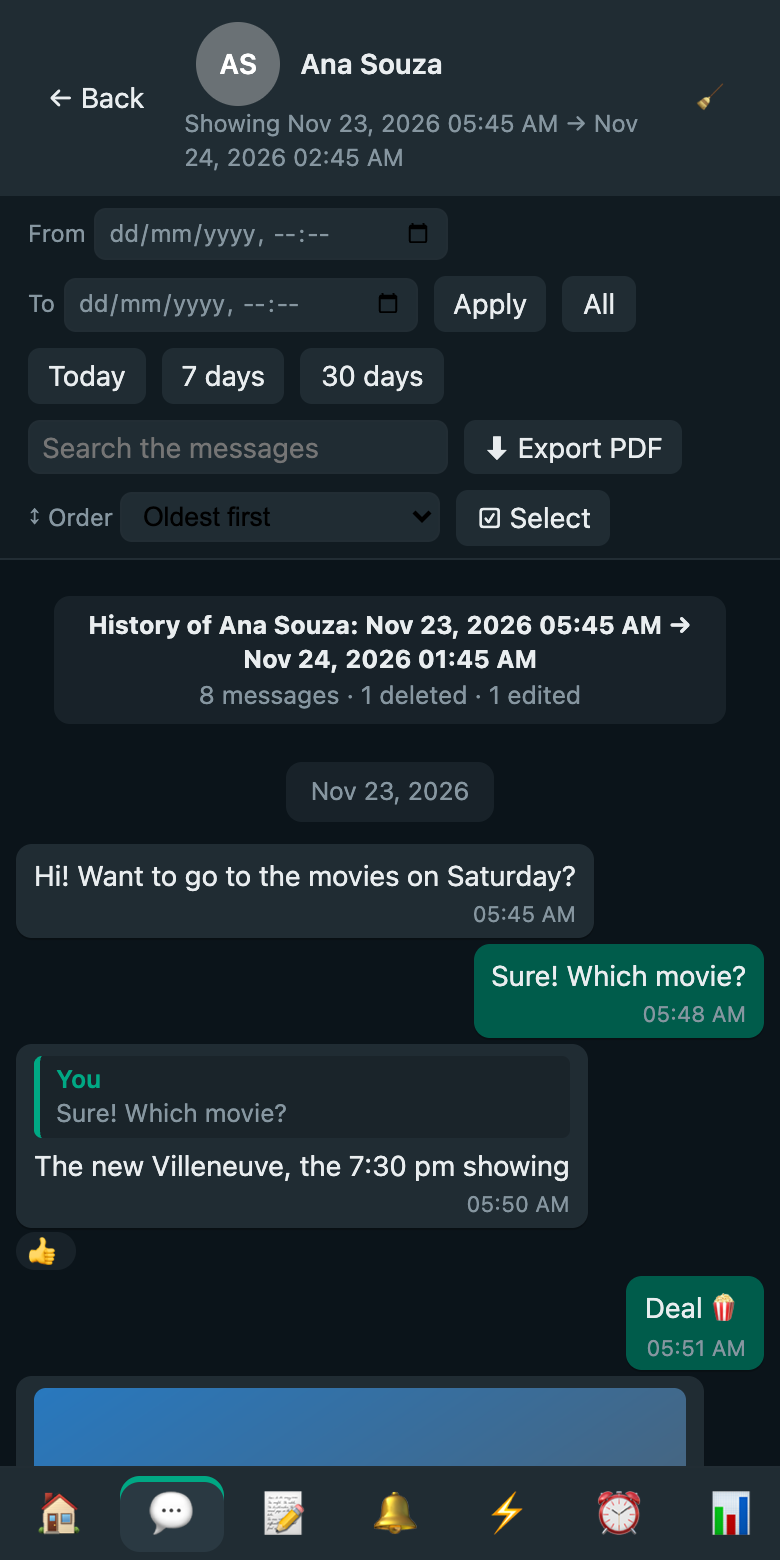 ← Back
AS
Ana Souza
Showing Nov 23, 2026 05:45 AM → Nov
24, 2026 02:45 AM
From dd/mm/yyyy, --:--
To dd/mm/yyyy, --:-- Apply All
Today 7 days 30 days
Search the messages ⬇ Export PDF
↕ Order Oldest first ☑ Select
History of Ana Souza: Nov 23, 2026 05:45 AM →
Nov 24, 2026 01:45 AM
8 messages · 1 deleted · 1 edited
Nov 23, 2026
Hi! Want to go to the movies on Saturday?
05:45 AM
Sure! Which movie?
05:48 AM
You
Sure! Which movie?
The new Villeneuve, the 7:30 pm showing
05:50 AM
👍
Deal 🍿
05:51 AM